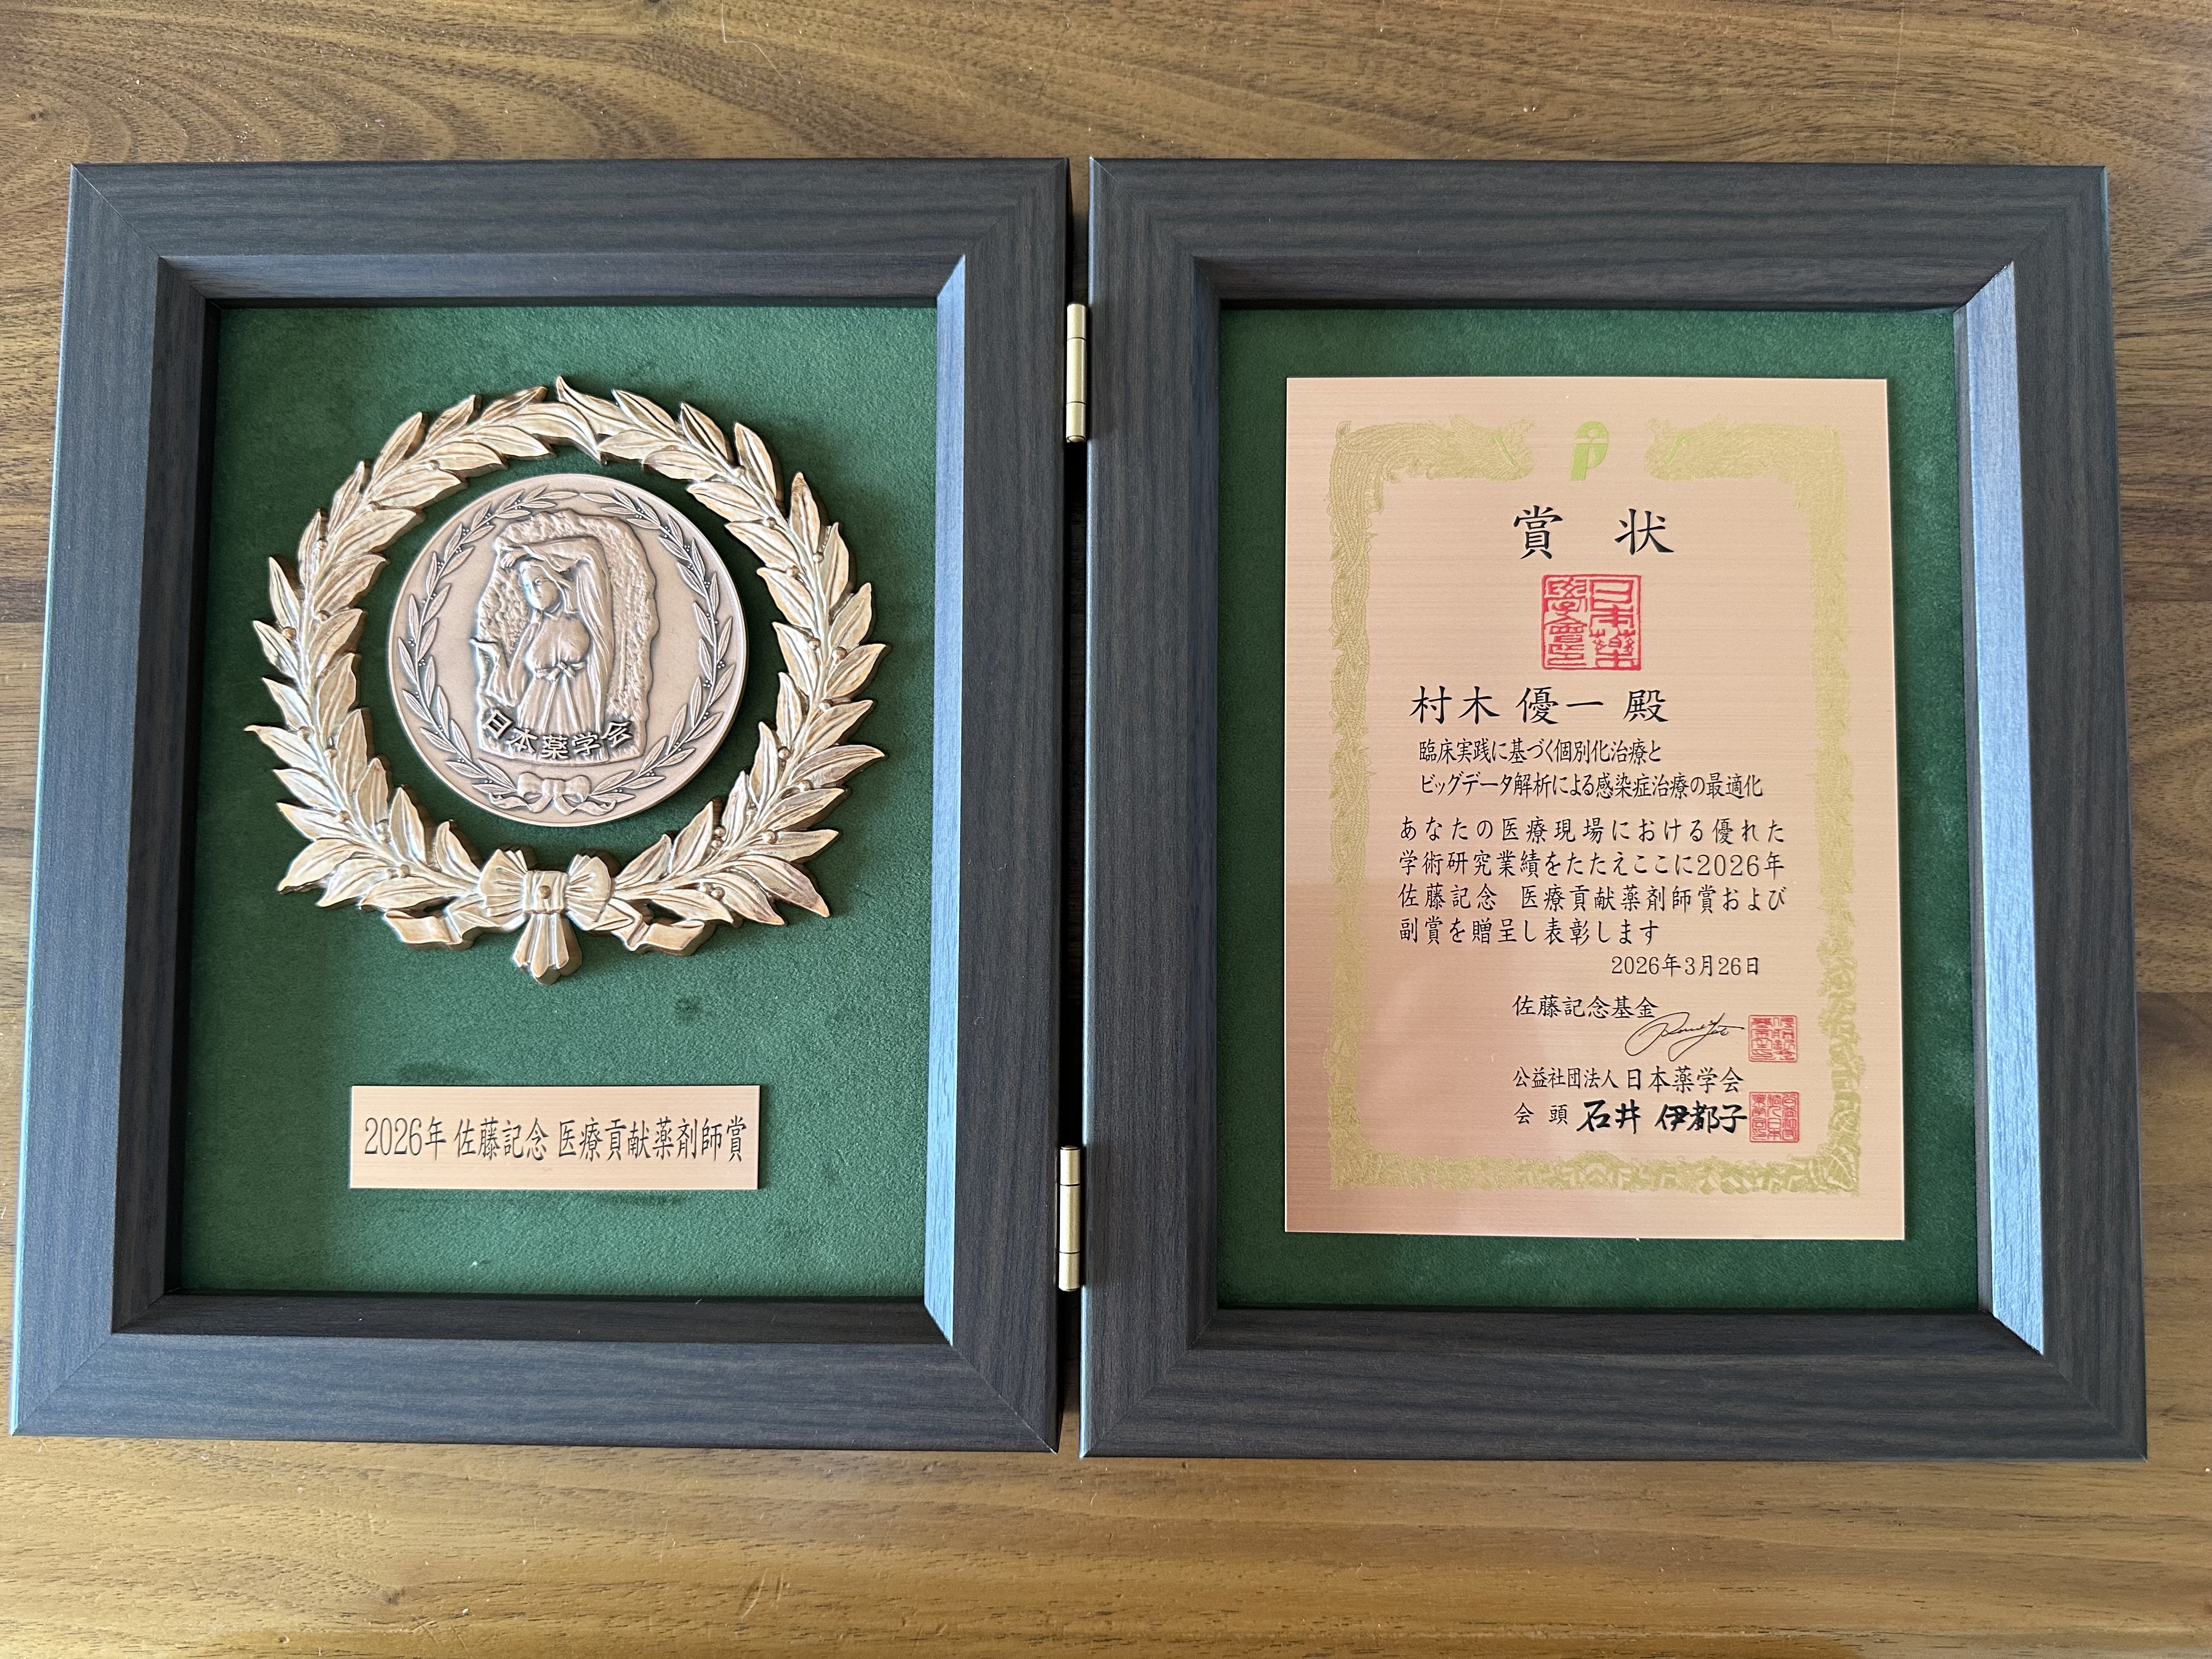 日本薬学会
2026年 佐藤記念 医療貢献薬剤師賞
賞 状
村木 優一 殿
臨床実践に基づく個別化治療と
ビッグデータ解析による感染症治療の最適化
あなたの医療現場における優れた
学術研究業績をたたえここに2026年
佐藤記念 医療貢献薬剤師賞および
副賞を贈呈し表彰します
2026年3月26日
佐藤記念基金
公益社団法人日本薬学会
会 頭 石井 伊都子